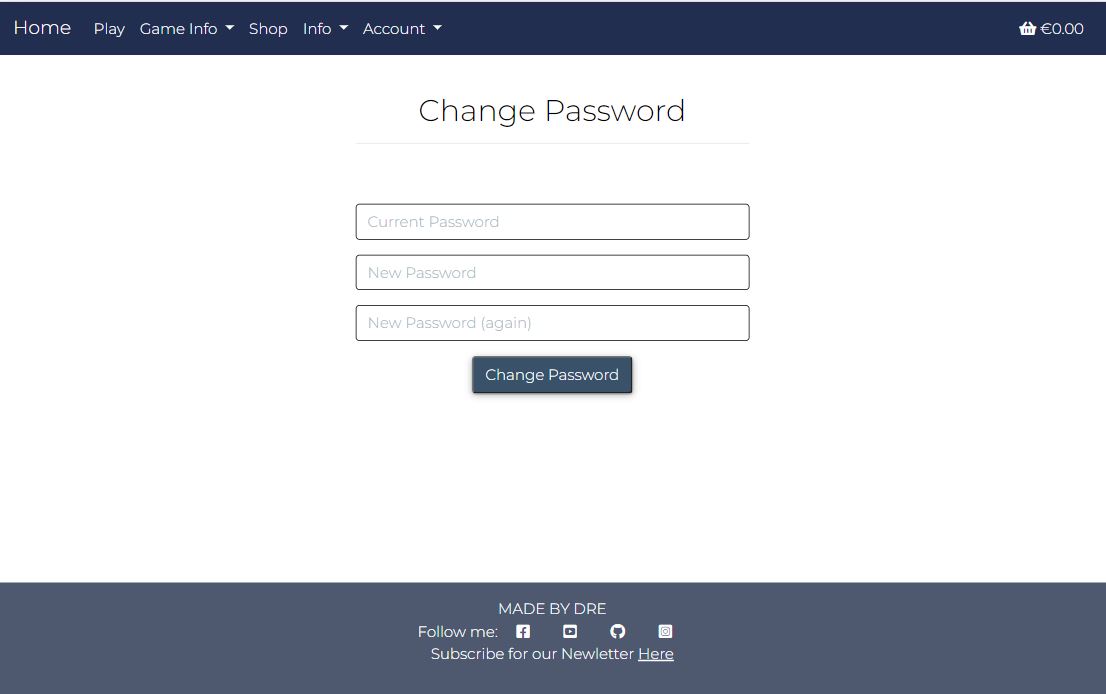 Home Play Game Info Shop Info Account €0.00
Change Password
Current Password
New Password
New Password (again)
Change Password
MADE BY DRE
Follow me:
Subscribe for our Newletter Here